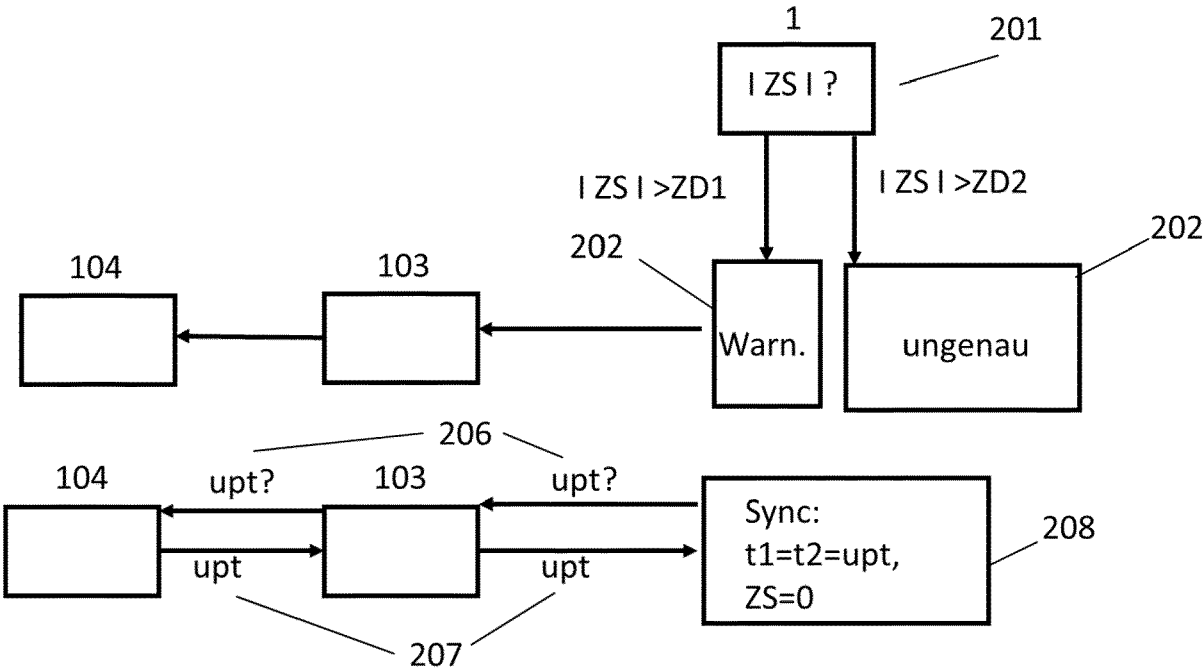 1
201
I ZS I ?
I ZS I >ZD1
I ZS I >ZD2
202
202
104
103
Warn.
ungenau
206
104
upt?
103
upt?
Sync:
t1=t2=upt,
ZS=0
208
upt
upt
207